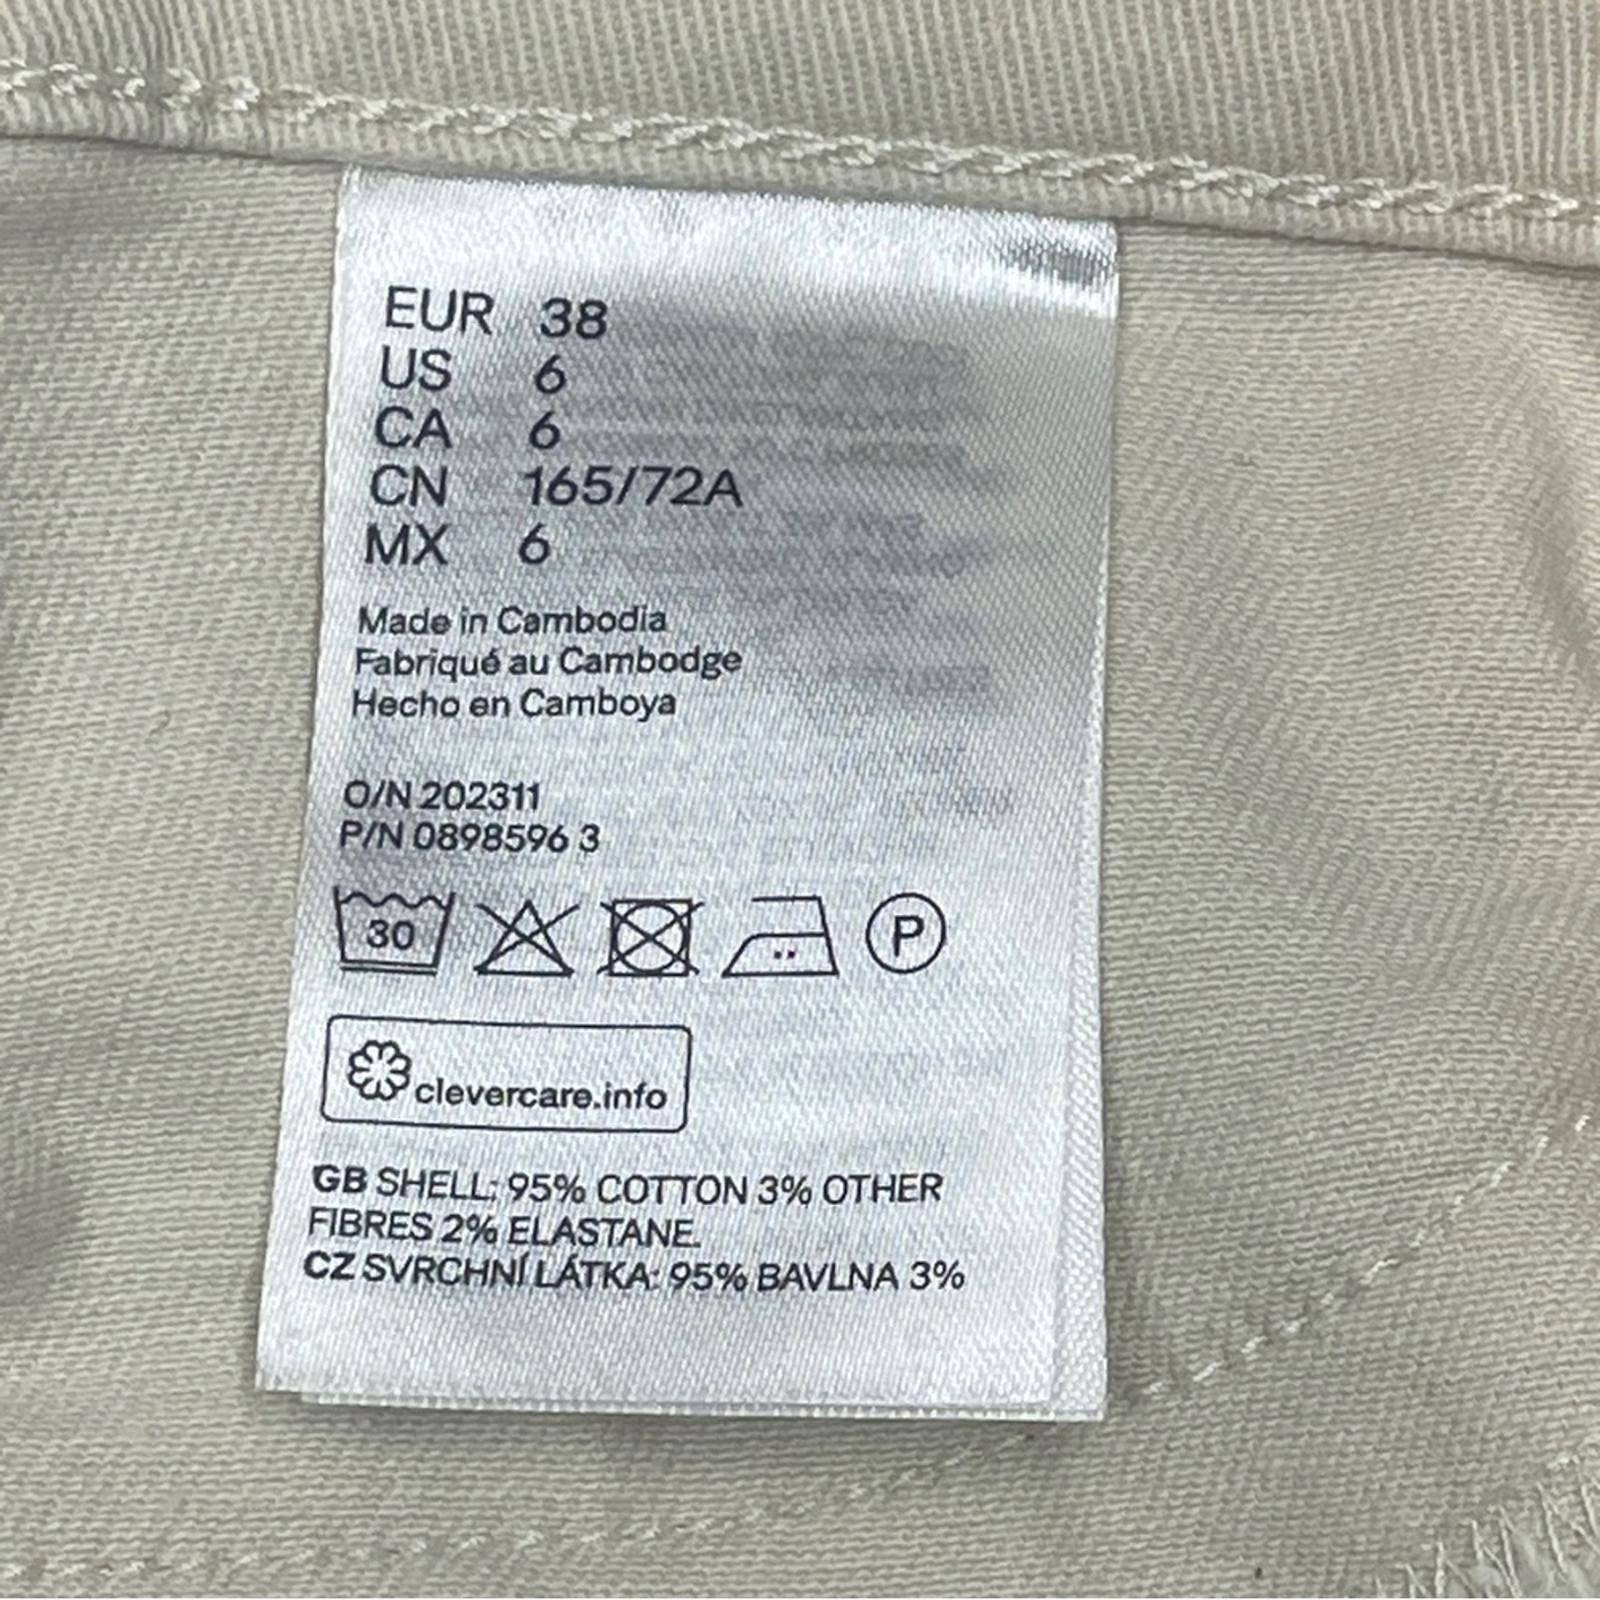 EUR 38
US 6
CA 6
CN 165/72A
MX 6
Made in Cambodia
Fabriqué au Cambodge
Hecho en Camboya
O/N 202311
P/N 0898596 3
30 P
clevercare.info
GB SHELL: 95% COTTON 3% OTHER
FIBRES 2% ELASTANE.
CZ SVRCHNÍ LÁTKA: 95% BAVLNA 3%